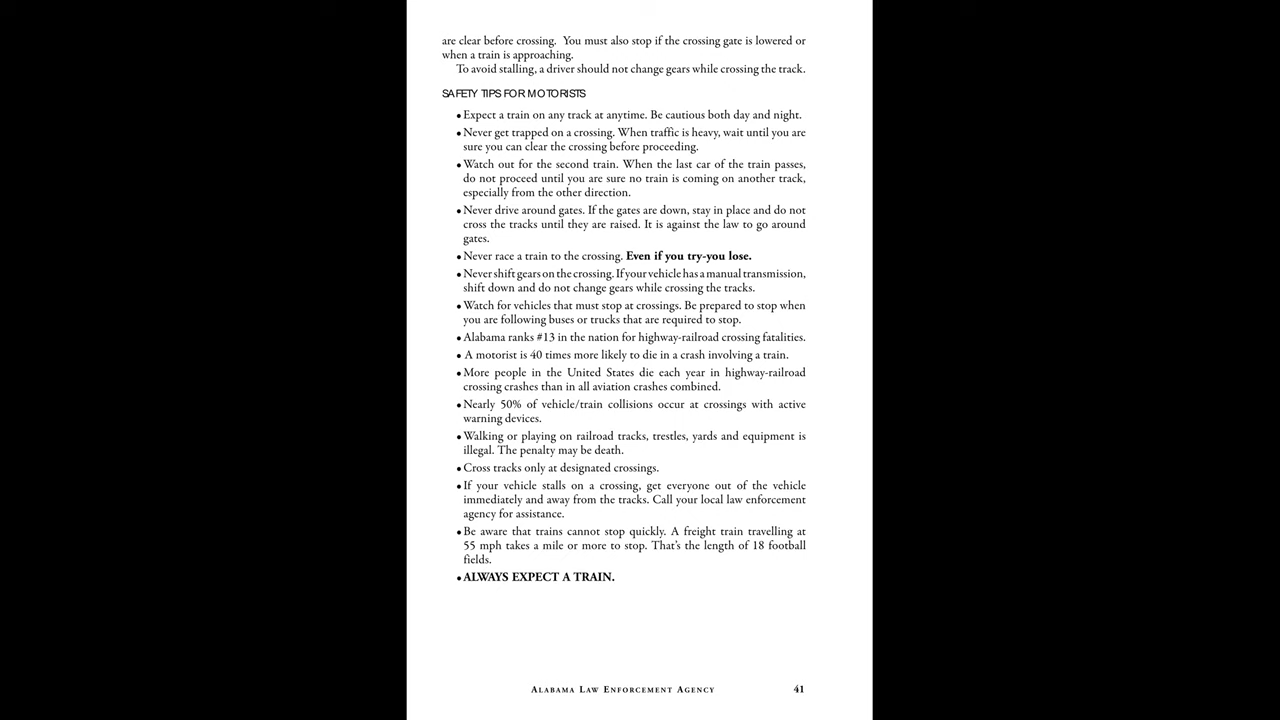 are clear before crossing.  You must also stop if the crossing gate is lowered or
when a train is approaching.
To avoid stalling, a driver should not change gears while crossing the track.
SAFETY TIPS FOR MOTORISTS
• Expect a train on any track at anytime. Be cautious both day and night.
• Never get trapped on a crossing. When traffic is heavy, wait until you are
sure you can clear the crossing before proceeding.
• Watch out for the second train. When the last car of the train passes,
do not proceed until you are sure no train is coming on another track,
especially from the other direction.
• Never drive around gates. If the gates are down, stay in place and do not
cross the tracks until they are raised. It is against the law to go around
gates.
• Never race a train to the crossing. Even if you try-you lose.
• Never shift gears on the crossing. If your vehicle has a manual transmission,
shift down and do not change gears while crossing the tracks.
• Watch for vehicles that must stop at crossings. Be prepared to stop when
you are following buses or trucks that are required to stop.
• Alabama ranks #13 in the nation for highway-railroad crossing fatalities.
• A motorist is 40 times more likely to die in a crash involving a train.
• More people in the United States die each year in highway-railroad
crossing crashes than in all aviation crashes combined.
• Nearly 50% of vehicle/train collisions occur at crossings with active
warning devices.
• Walking or playing on railroad tracks, trestles, yards and equipment is
illegal. The penalty may be death.
• Cross tracks only at designated crossings.
• If your vehicle stalls on a crossing, get everyone out of the vehicle
immediately and away from the tracks. Call your local law enforcement
agency for assistance.
• Be aware that trains cannot stop quickly. A freight train travelling at
55 mph takes a mile or more to stop. That's the length of 18 football
fields.
• ALWAYS EXPECT A TRAIN.
Alabama Law Enforcement Agency 41